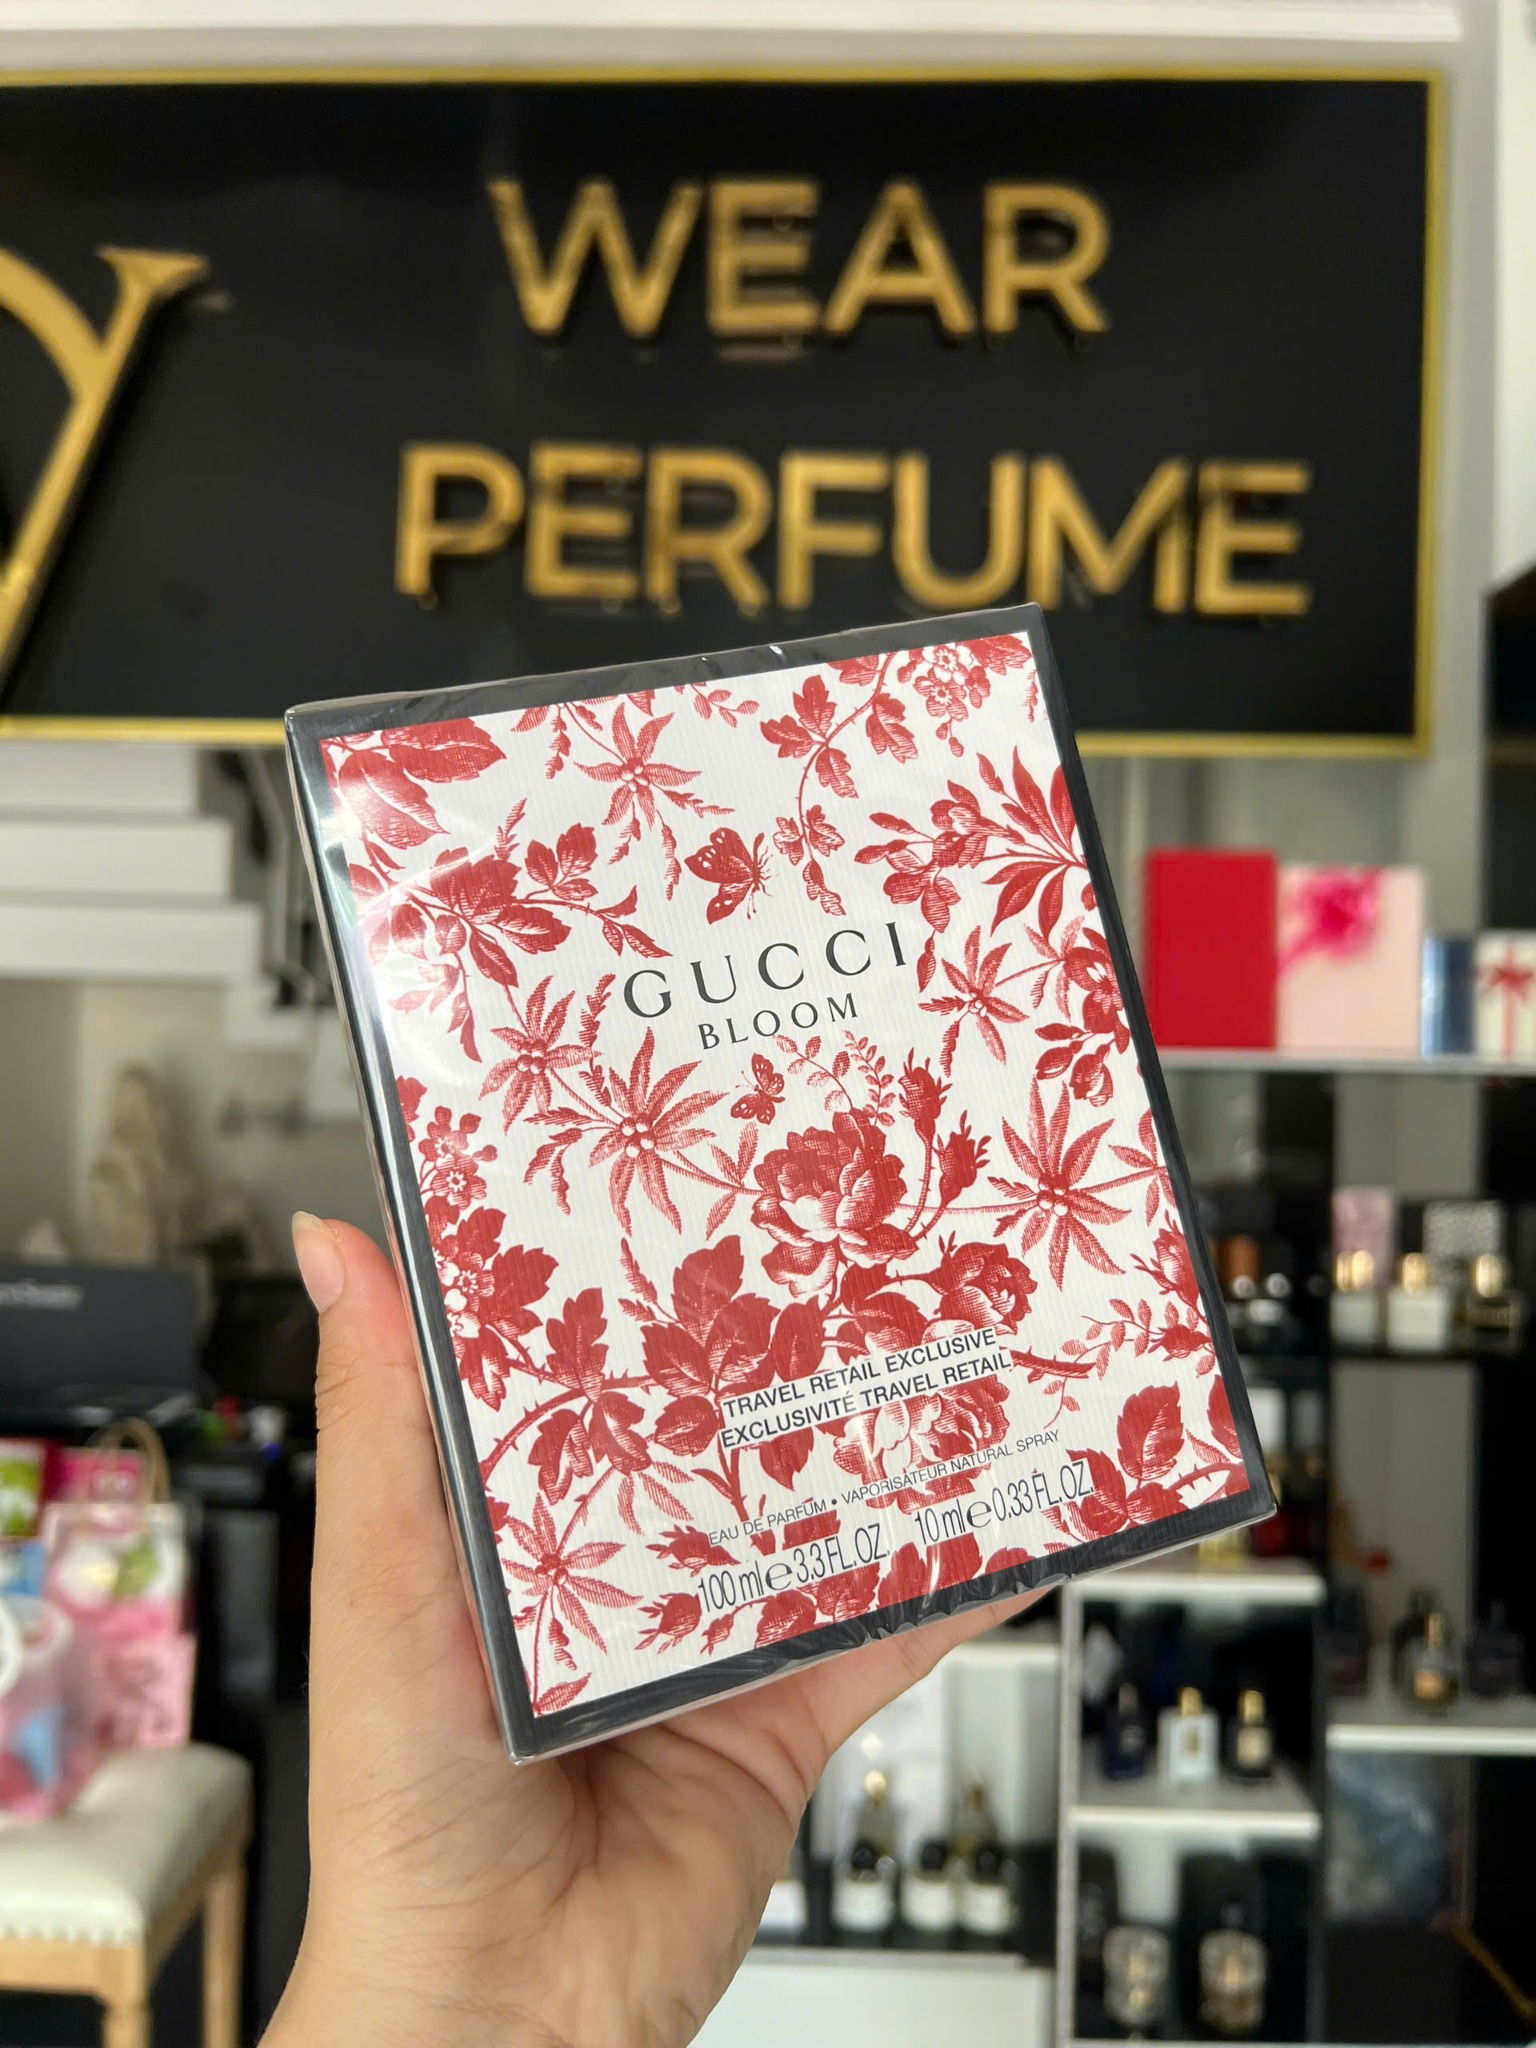 WEAR
PERFUME
GUCCI
BLOOM
TRAVEL RETAIL EXCLUSIVE
EXCLUSIVITÉ TRAVEL RETAIL
EAU DE PARFUM • VAPORISATEUR NATURAL SPRAY
100 ml e 3.3 FL.OZ. 10 ml e 0.33 FL.OZ.